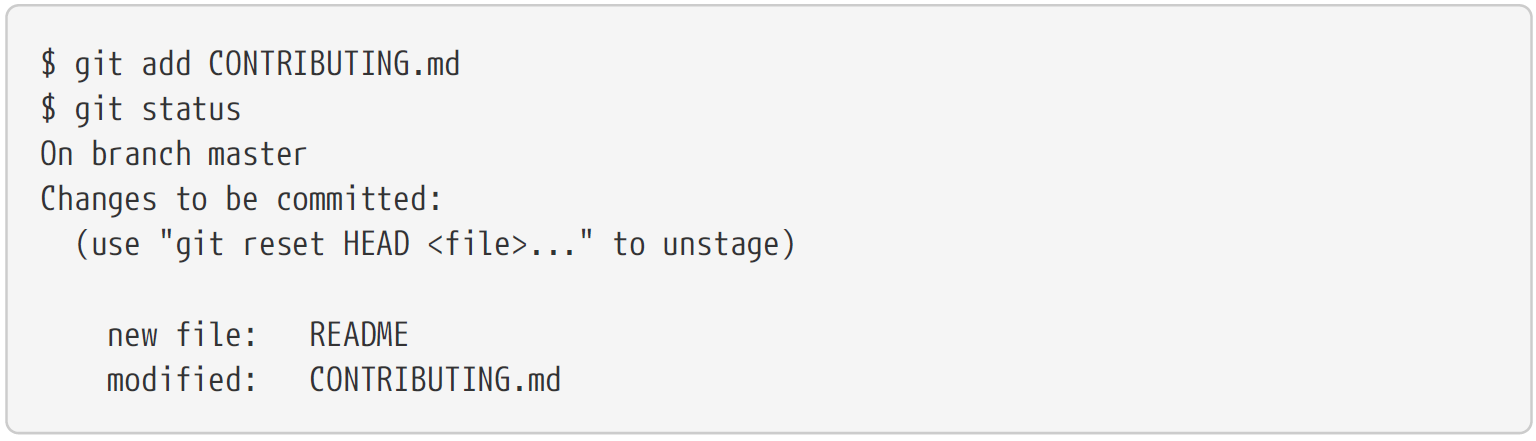 $ git add CONTRIBUTING.md
$ git status
On branch master
Changes to be committed:
  (use "git reset HEAD <file>..." to unstage)

    new file:   README
    modified:   CONTRIBUTING.md